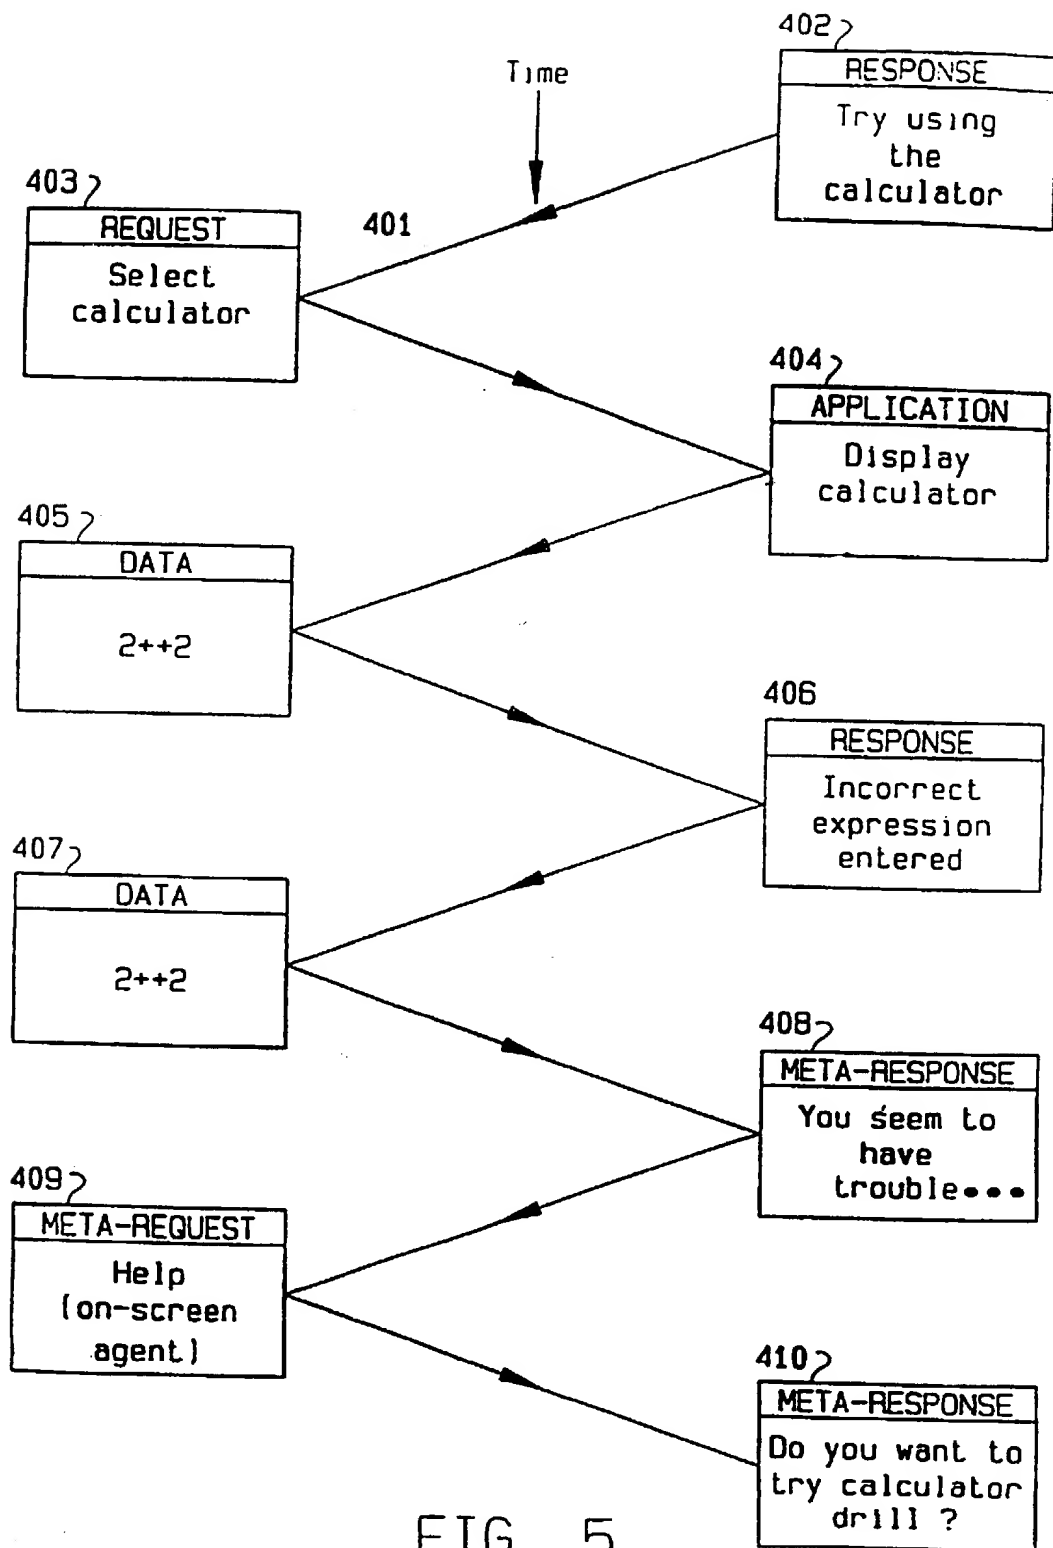 402
RESPONSE
Try using
the
calculator
Time
403
REQUEST
Select
calculator
401
404
APPLICATION
Display
calculator
405
DATA
2++2
406
RESPONSE
Incorrect
expression
entered
407
DATA
2++2
408
META-RESPONSE
You seem to
have
trouble•••
409
META-REQUEST
Help
(on-screen
agent)
410
META-RESPONSE
Do you want to
try calculator
drill ?
FIG. 5